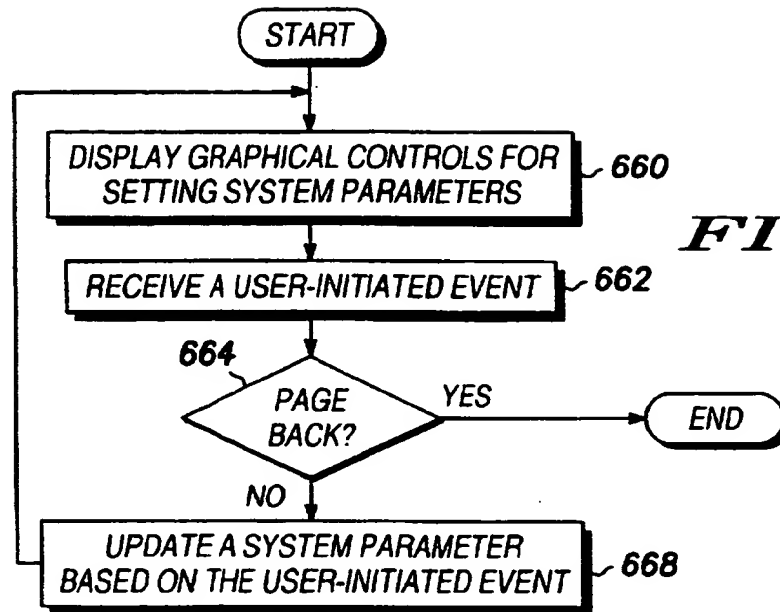 START
DISPLAY GRAPHICAL CONTROLS FOR
SETTING SYSTEM PARAMETERS
660
FI
RECEIVE A USER-INITIATED EVENT
662
664
PAGE
BACK?
YES
END
NO
UPDATE A SYSTEM PARAMETER
BASED ON THE USER-INITIATED EVENT
668